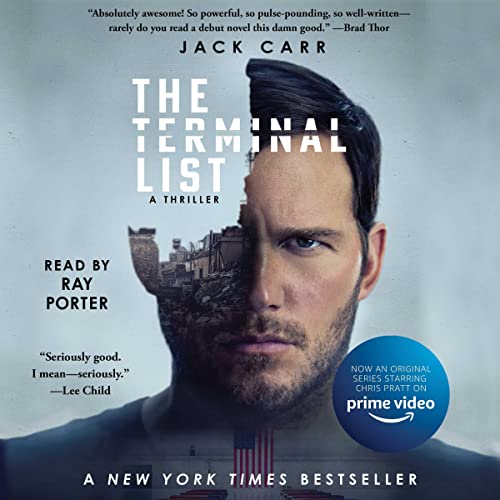 “Absolutely awesome! So powerful, so pulse-pounding, so well-written—
rarely do you read a debut novel this damn good.” —Brad Thor
JACK CARR
THE
TERMINAL
LIST
A THRILLER
READ BY
RAY
PORTER
“Seriously good.
I mean—seriously.”
—Lee Child
NOW AN ORIGINAL
SERIES STARRING
CHRIS PRATT ON
prime video
A NEW YORK TIMES BESTSELLER